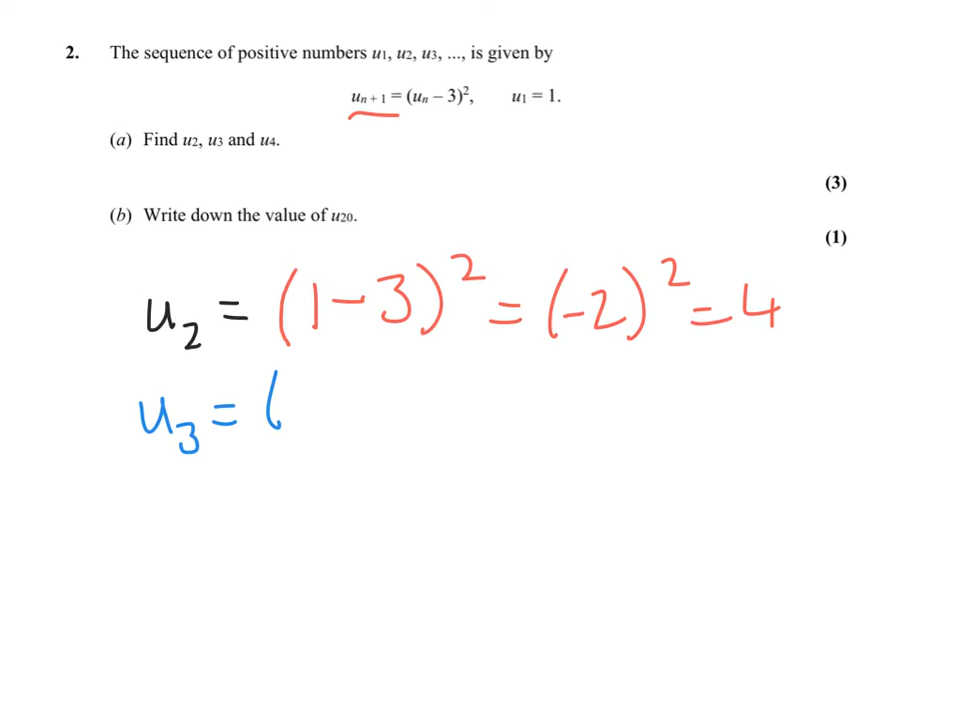 2. The sequence of positive numbers u₁, u₂, u₃, ..., is given by
uₙ ₊ ₁ = (uₙ – 3)², u₁ = 1.
(a) Find u₂, u₃ and u₄.
(3)
(b) Write down the value of u₂₀.
(1)
u₂ = (1 – 3)² = (-2)² = 4
u₃ = (